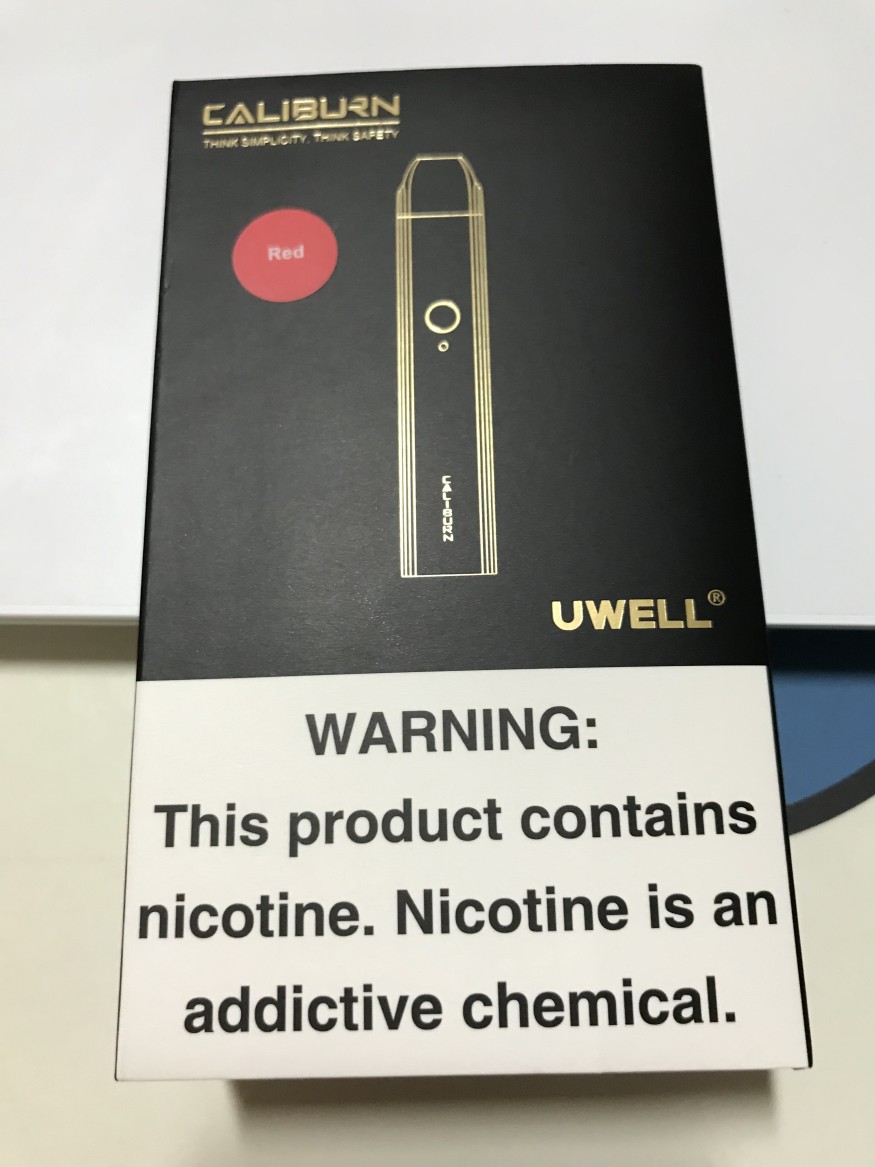 CALIBURN
THINK SIMPLICITY. THINK SAFETY
Red
CALIBURN
UWELL®
WARNING:
This product contains
nicotine. Nicotine is an
addictive chemical.